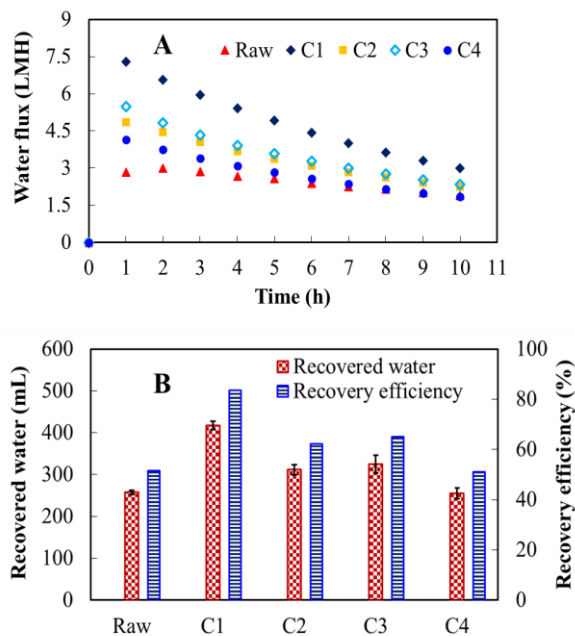 A
Raw C1 C2 C3 C4
Water flux (LMH)
9
7.5
6
4.5
3
1.5
0
0 1 2 3 4 5 6 7 8 9 10 11
Time (h)
B
Recovered water
Recovery efficiency
Recovered water (mL)
600
500
400
300
200
100
0
Recovery efficiency (%)
100
80
60
40
20
0
Raw C1 C2 C3 C4